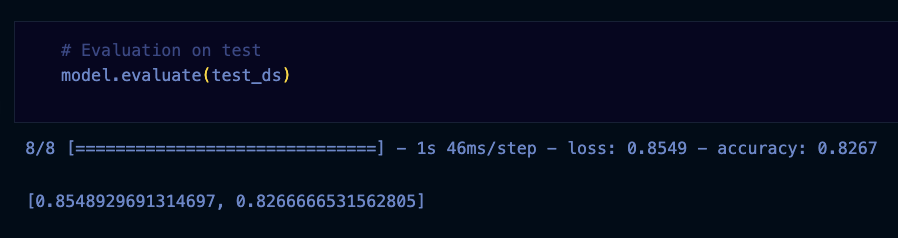 # Evaluation on test
model.evaluate(test_ds)
8/8 [==============================] - 1s 46ms/step - loss: 0.8549 - accuracy: 0.8267
[0.8548929691314697, 0.8266666531562805]